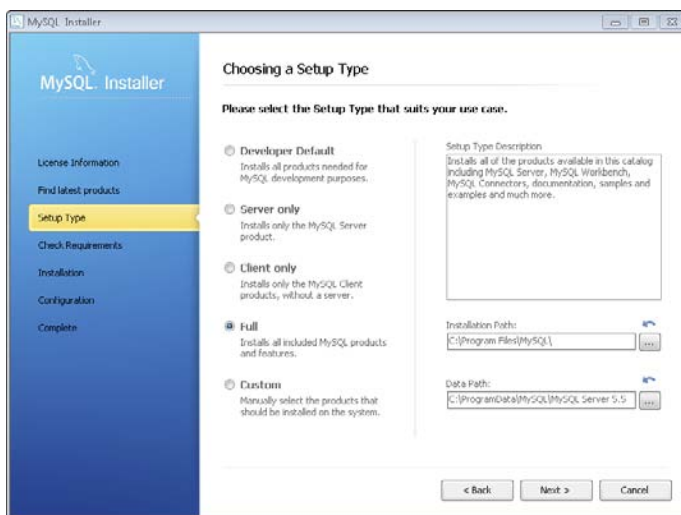 MySQL Installer
MySQL. Installer
License Information
Find latest products
Setup Type
Check Requirements
Installation
Configuration
Complete
Choosing a Setup Type
Please select the Setup Type that suits your use case.
Developer Default
Installs all products needed for
MySQL development purposes.
Server only
Installs only the MySQL Server
product.
Client only
Installs only the MySQL Client
products, without a server.
Full
Installs all included MySQL products
and features.
Custom
Manually select the products that
should be installed on the system.
Setup Type Description
Installs all of the products available in this catalog
including MySQL Server, MySQL Workbench,
MySQL Connectors, documentation, samples and
examples and much more.
Installation Path:
C:\Program Files\MySQL\
...
Data Path:
C:\ProgramData\MySQL\MySQL Server 5.5
...
< Back
Next >
Cancel